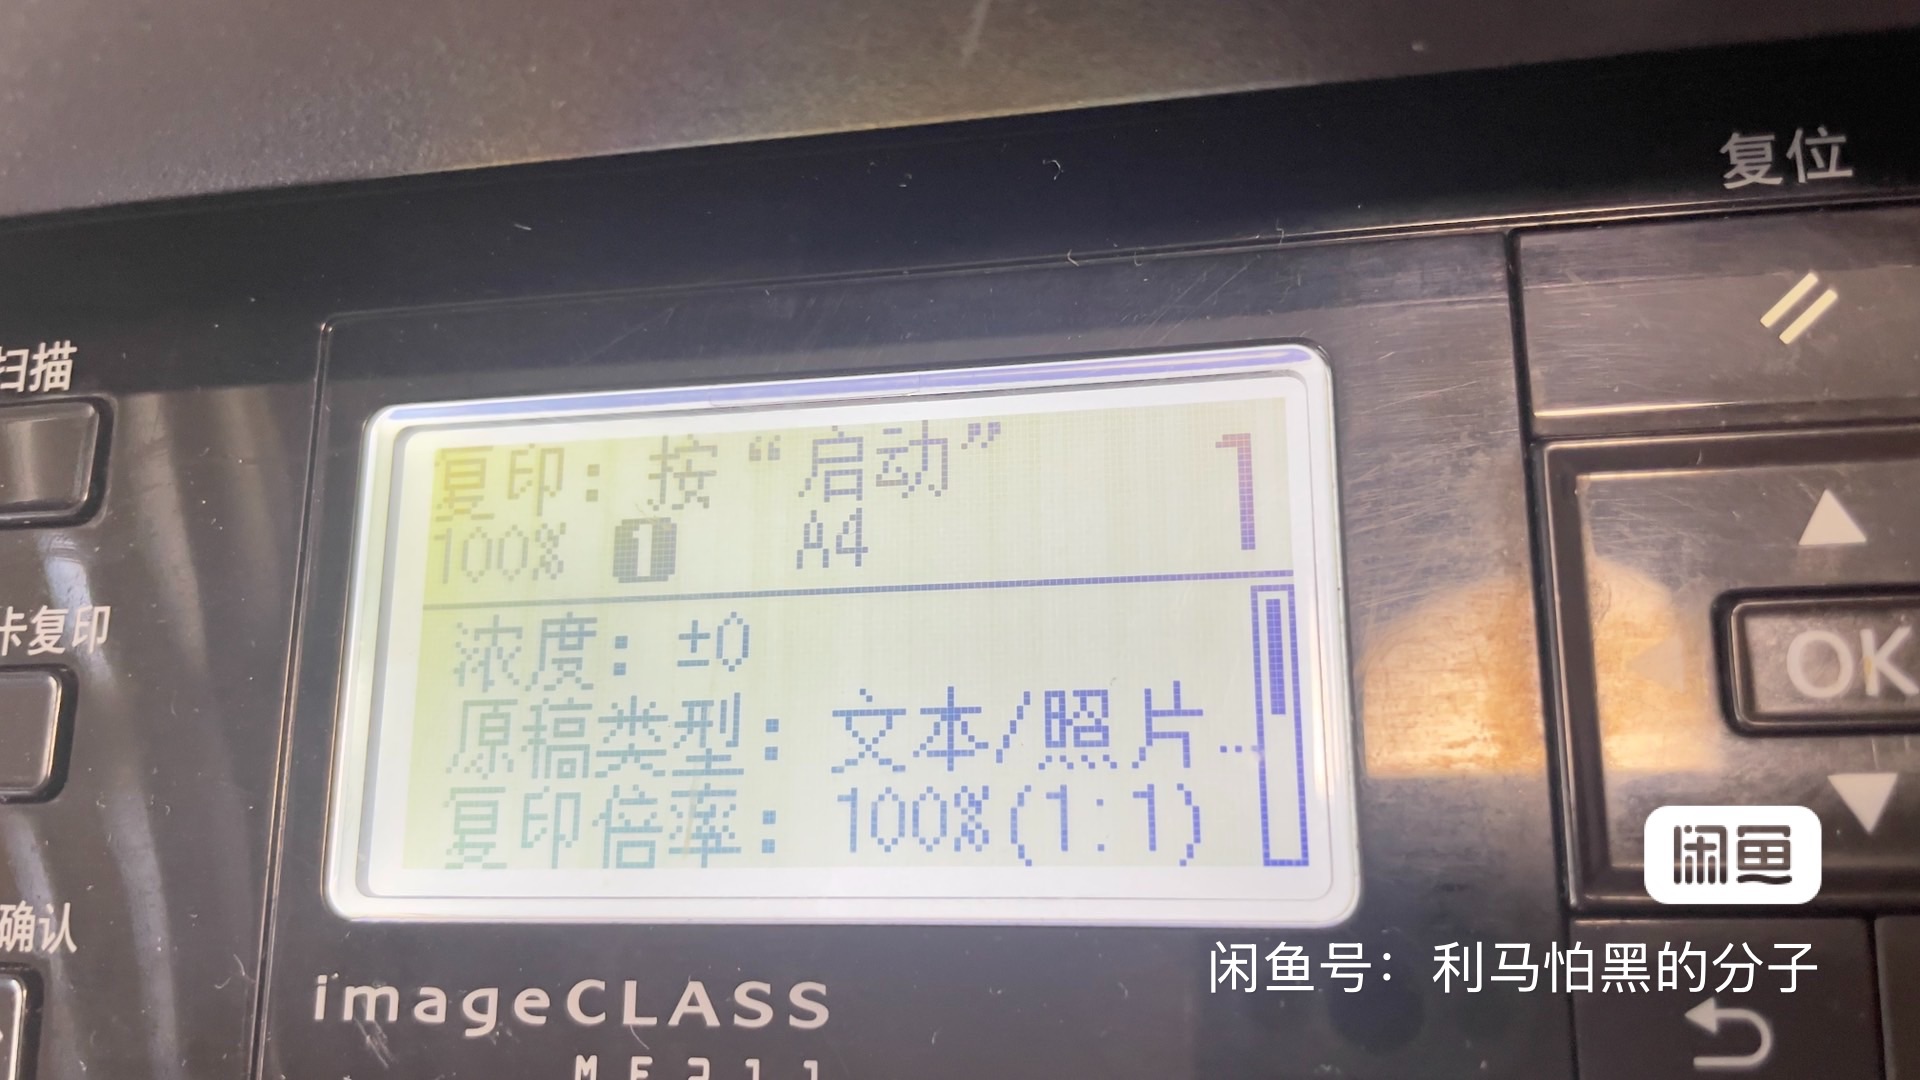 复位
扫描
复印：按“启动” 1
100% 1 A4
浓度：±0
原稿类型：文本/照片...
复印倍率：100%(1:1)
卡复印
OK
确认
imageCLASS
MF211
闲鱼
闲鱼号：利马怕黑的分子